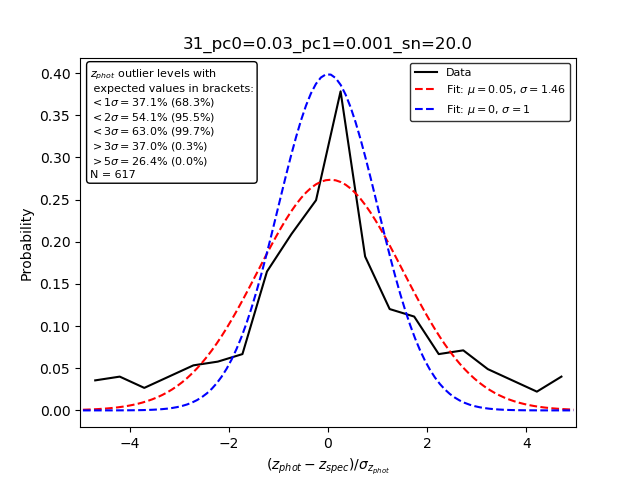 31_pc0=0.03_pc1=0.001_sn=20.0
z_phot outlier levels with
expected values in brackets:
< 1σ = 37.1% (68.3%)
< 2σ = 54.1% (95.5%)
< 3σ = 63.0% (99.7%)
> 3σ = 37.0% (0.3%)
> 5σ = 26.4% (0.0%)
N = 617
Data
Fit: μ = 0.05, σ = 1.46
Fit: μ = 0, σ = 1
Probability
0.40
0.35
0.30
0.25
0.20
0.15
0.10
0.05
0.00
−4
−2
0
2
4
(z_phot − z_spec)/σ_z_phot